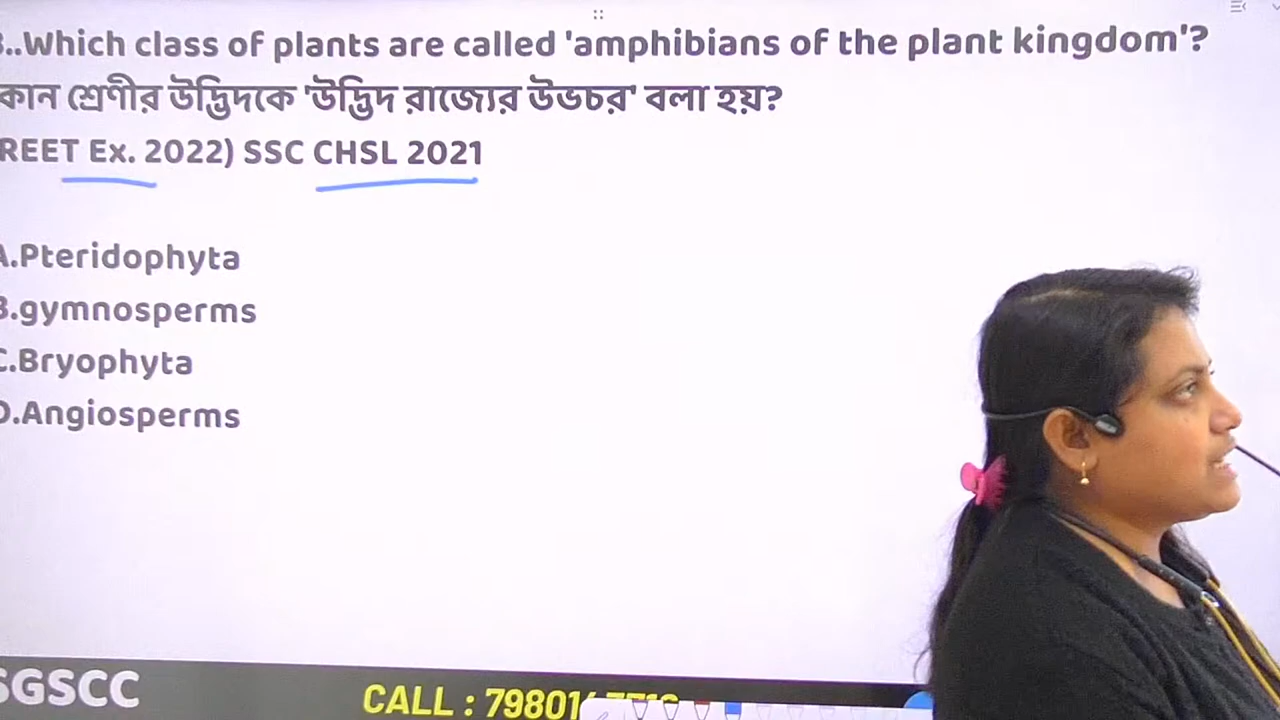 ..Which class of plants are called 'amphibians of the plant kingdom'?
কোন শ্রেণীর উদ্ভিদকে 'উদ্ভিদ রাজ্যের উভচর' বলা হয়?
REET Ex. 2022) SSC CHSL 2021
A.Pteridophyta
B.gymnosperms
C.Bryophyta
D.Angiosperms
SGSCC
CALL : 79801